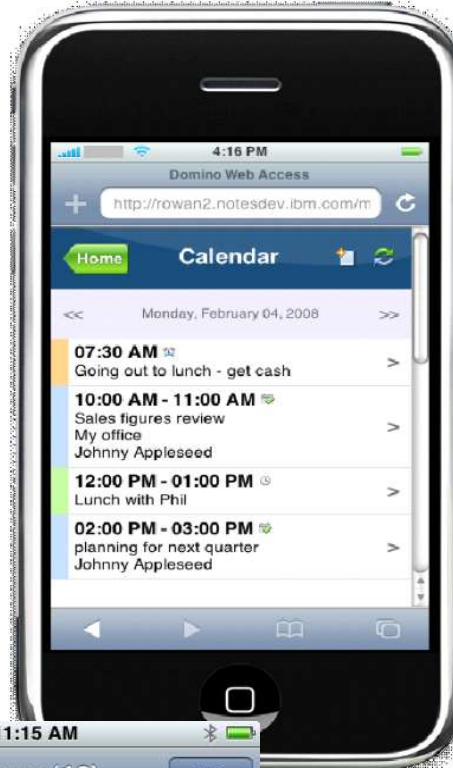 4:16 PM
Domino Web Access
http://rowan2.notesdev.ibm.com/m
Home
Calendar
<< Monday, February 04, 2008 >>
07:30 AM
Going out to lunch - get cash
>
10:00 AM - 11:00 AM
Sales figures review
My office
Johnny Appleseed
>
12:00 PM - 01:00 PM
Lunch with Phil
>
02:00 PM - 03:00 PM
planning for next quarter
Johnny Appleseed
>
1:15 AM